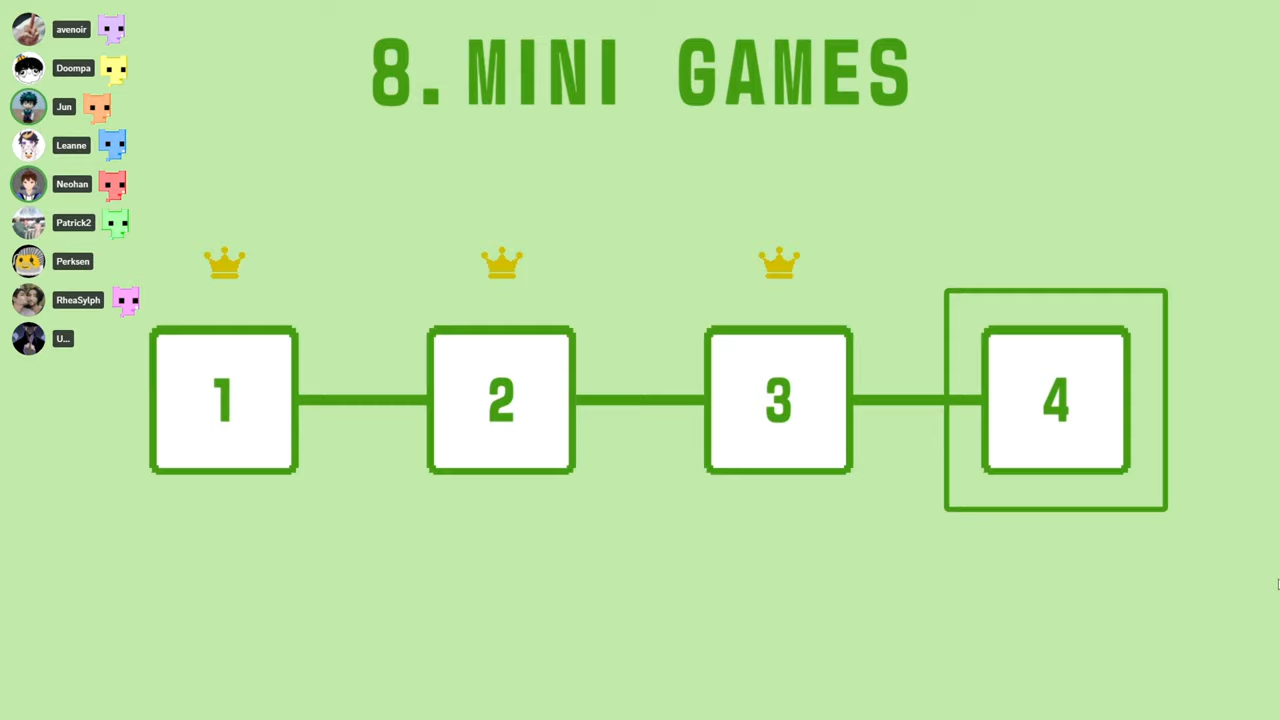 8. MINI GAMES
avenoir
Doompa
Jun
Leanne
Neohan
Patrick2
Perksen
RheaSylph
U...
1
2
3
4